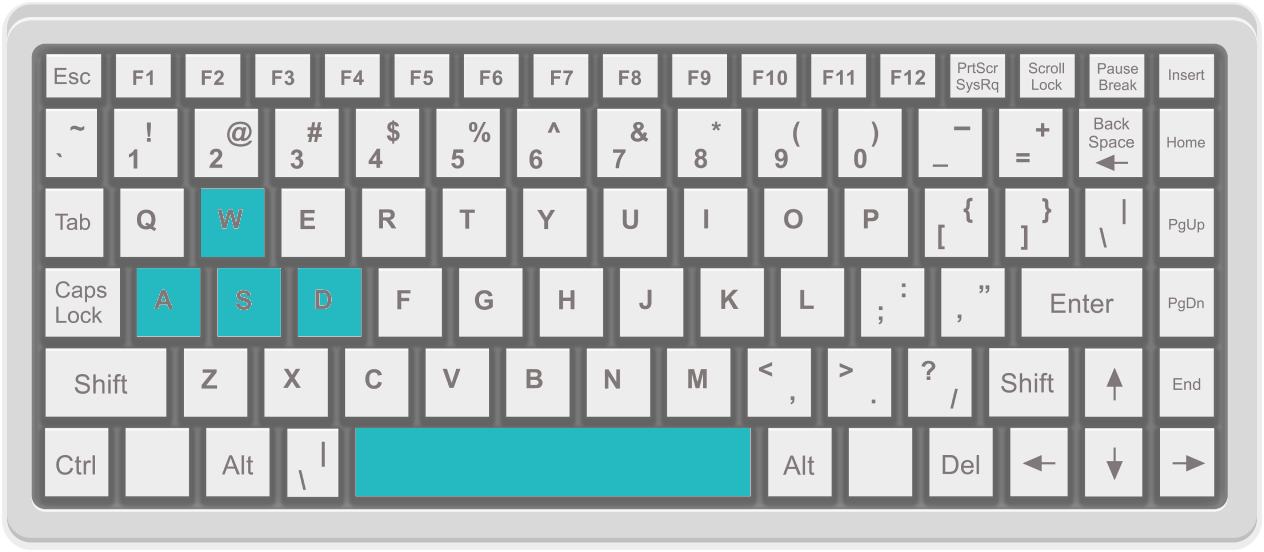 Esc F1 F2 F3 F4 F5 F6 F7 F8 F9 F10 F11 F12 PrtScr SysRq Scroll Lock Pause Break Insert
~ ` ! 1 @ 2 # 3 $ 4 % 5 ^ 6 & 7 * 8 ( 9 ) 0 – _ + = Back Space ← Home
Tab Q W E R T Y U I O P { [ } ] | \ PgUp
Caps Lock A S D F G H J K L : ; ” , Enter PgDn
Shift Z X C V B N M < , > . ? / Shift ↑ End
Ctrl Alt | \ Alt Del ← ↓ →